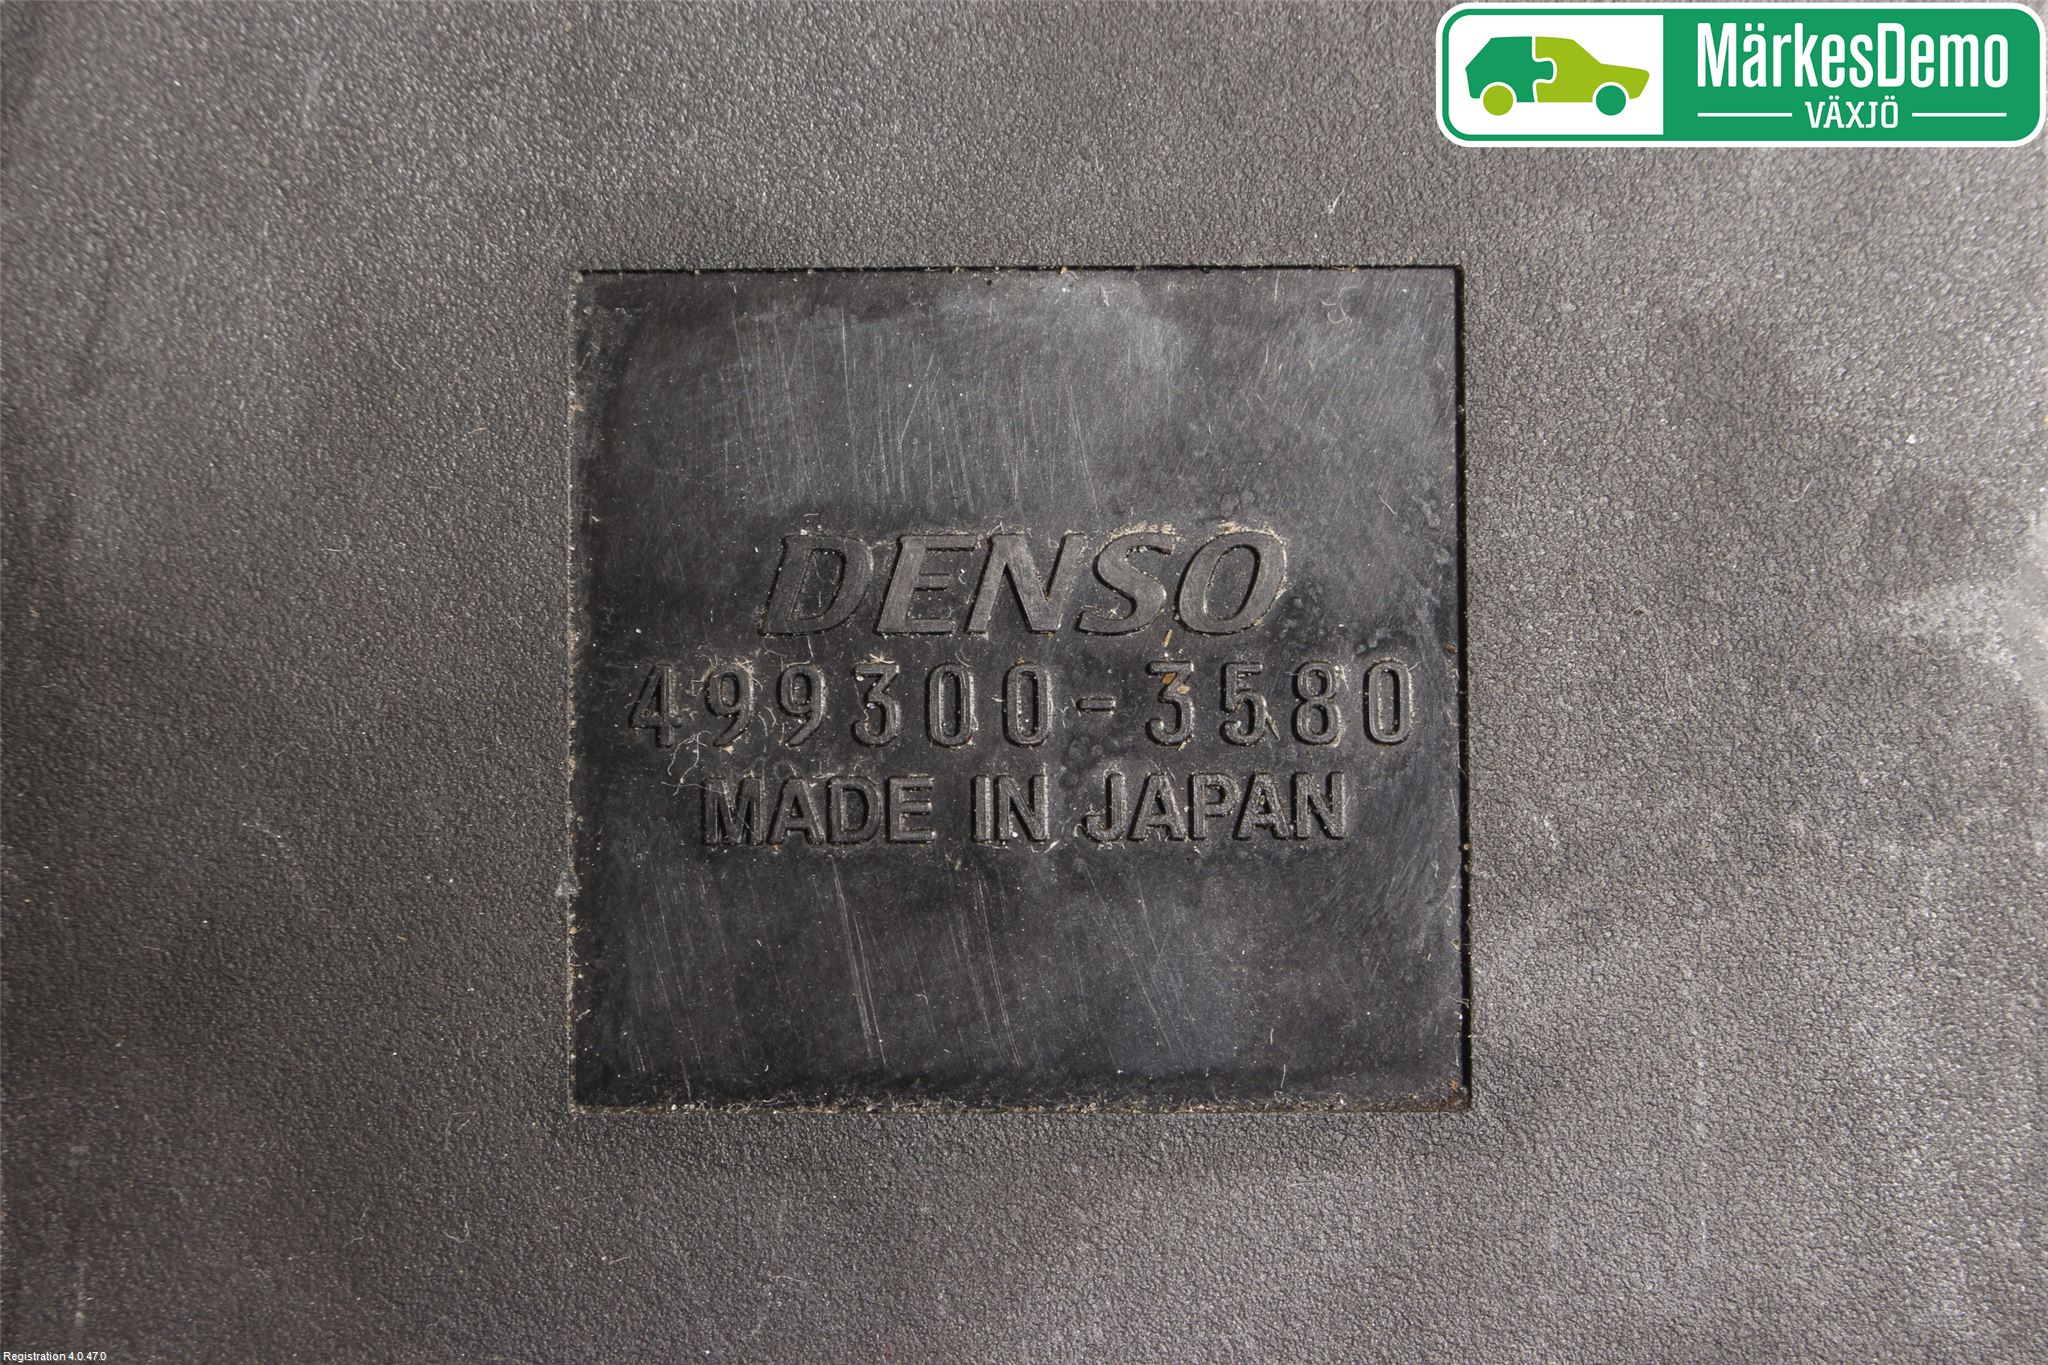 MärkesDemo
VÄXJÖ
DENSO
499300-3580
MADE IN JAPAN
Registration 4.0.47.0